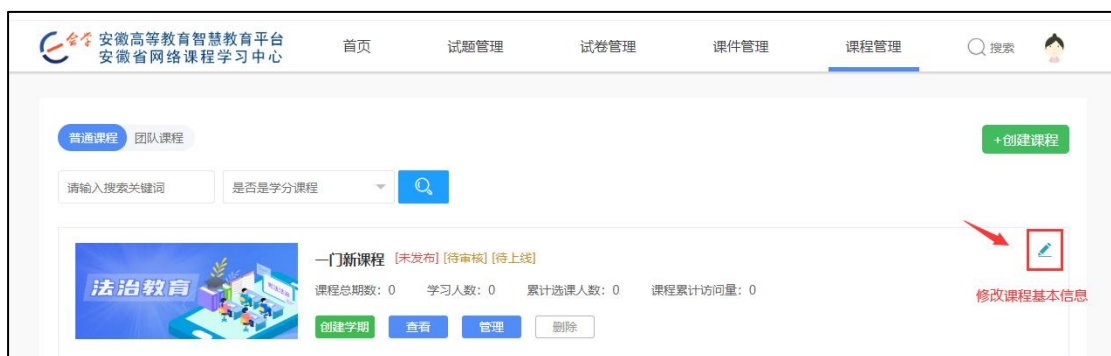 会学 安徽高等教育智慧教育平台
安徽省网络课程学习中心
首页 试题管理 试卷管理 课件管理 课程管理 搜索
普通课程 团队课程
+创建课程
请输入搜索关键词 是否是学分课程
法治教育
一门新课程 [未发布] [待审核] [待上线]
课程总期数：0 学习人数：0 累计选课人数：0 课程累计访问量：0
修改课程基本信息
创建学期 查看 管理 删除